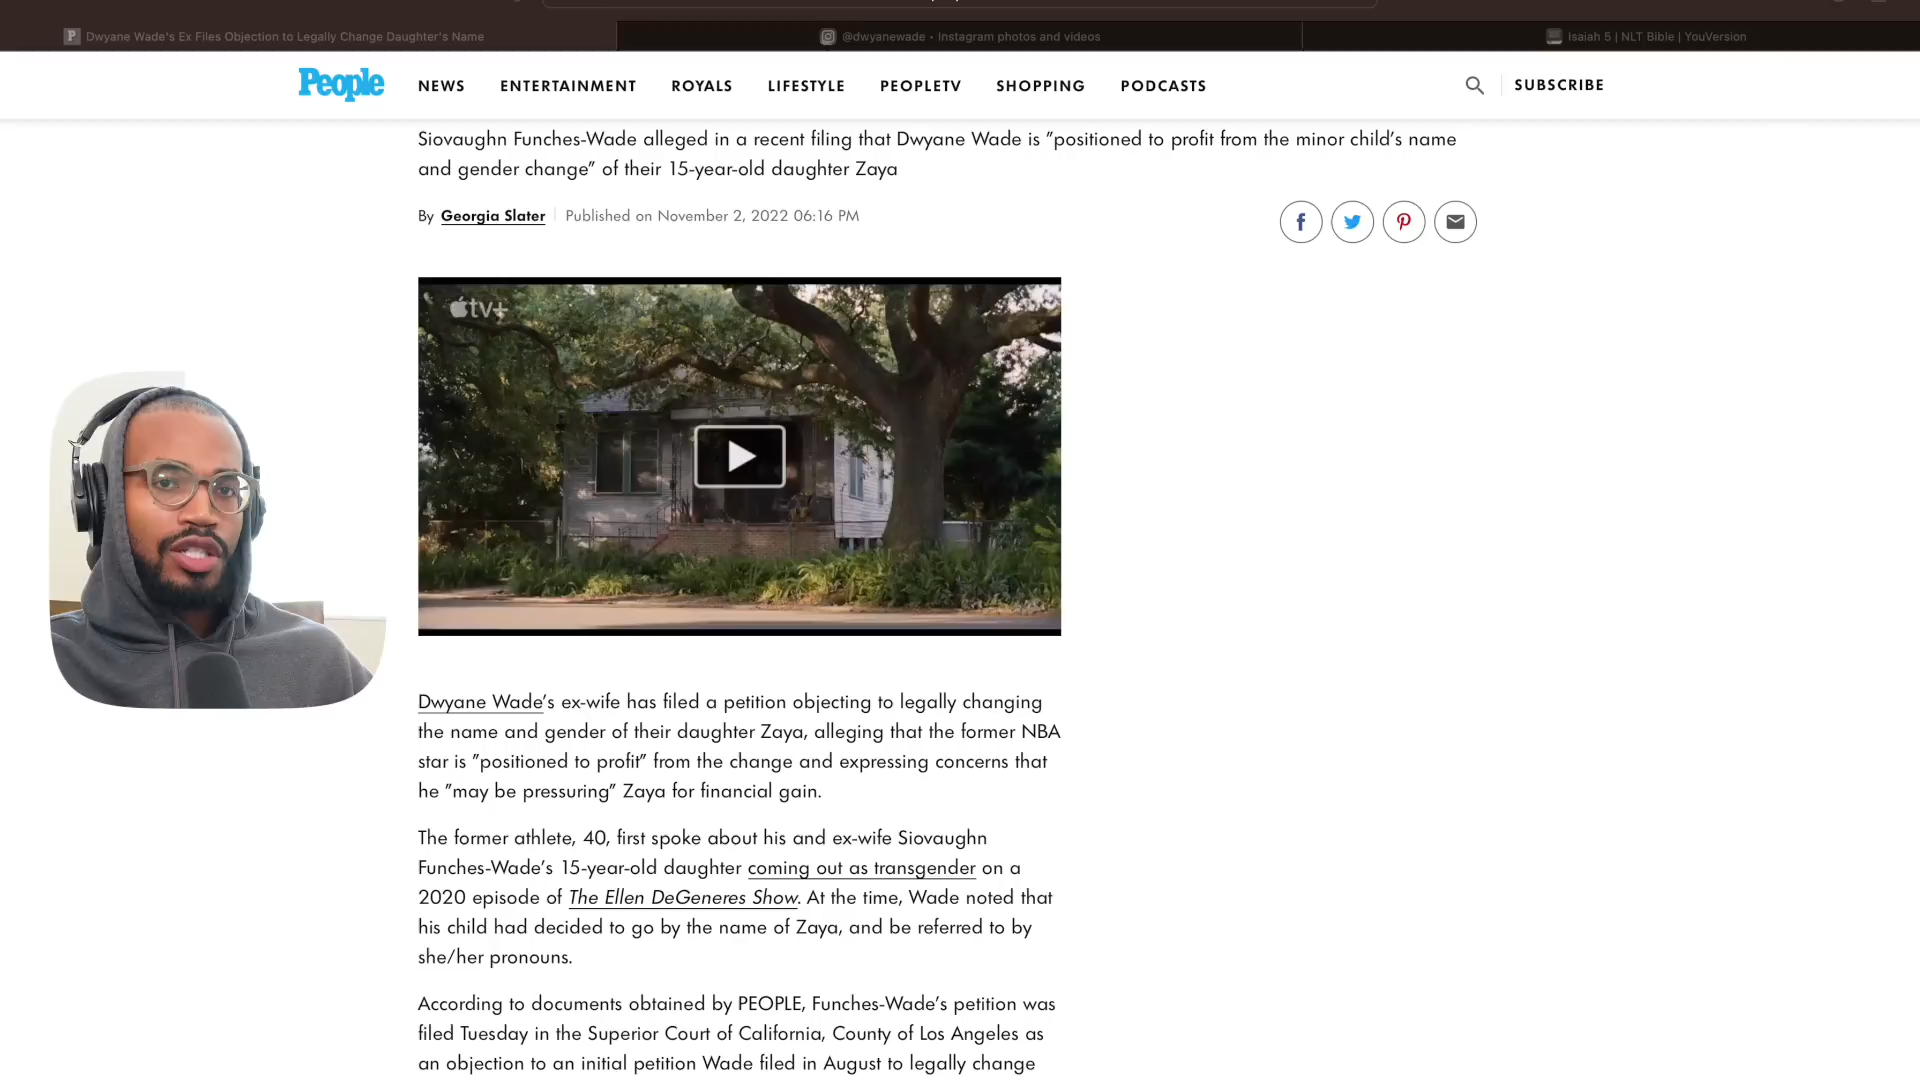 Dwyane Wade's Ex Files Objection to Legally Change Daughter's Name
@dwyanewade • Instagram photos and videos
Isaiah 5 | NLT Bible | YouVersion
People
NEWS
ENTERTAINMENT
ROYALS
LIFESTYLE
PEOPLETV
SHOPPING
PODCASTS
SUBSCRIBE
Siovaughn Funches-Wade alleged in a recent filing that Dwyane Wade is "positioned to profit from the minor child's name
and gender change" of their 15-year-old daughter Zaya
By Georgia Slater
Published on November 2, 2022 06:16 PM
tv+
Dwyane Wade's ex-wife has filed a petition objecting to legally changing
the name and gender of their daughter Zaya, alleging that the former NBA
star is "positioned to profit" from the change and expressing concerns that
he "may be pressuring" Zaya for financial gain.
The former athlete, 40, first spoke about his and ex-wife Siovaughn
Funches-Wade's 15-year-old daughter coming out as transgender on a
2020 episode of The Ellen DeGeneres Show. At the time, Wade noted that
his child had decided to go by the name of Zaya, and be referred to by
she/her pronouns.
According to documents obtained by PEOPLE, Funches-Wade's petition was
filed Tuesday in the Superior Court of California, County of Los Angeles as
an objection to an initial petition Wade filed in August to legally change